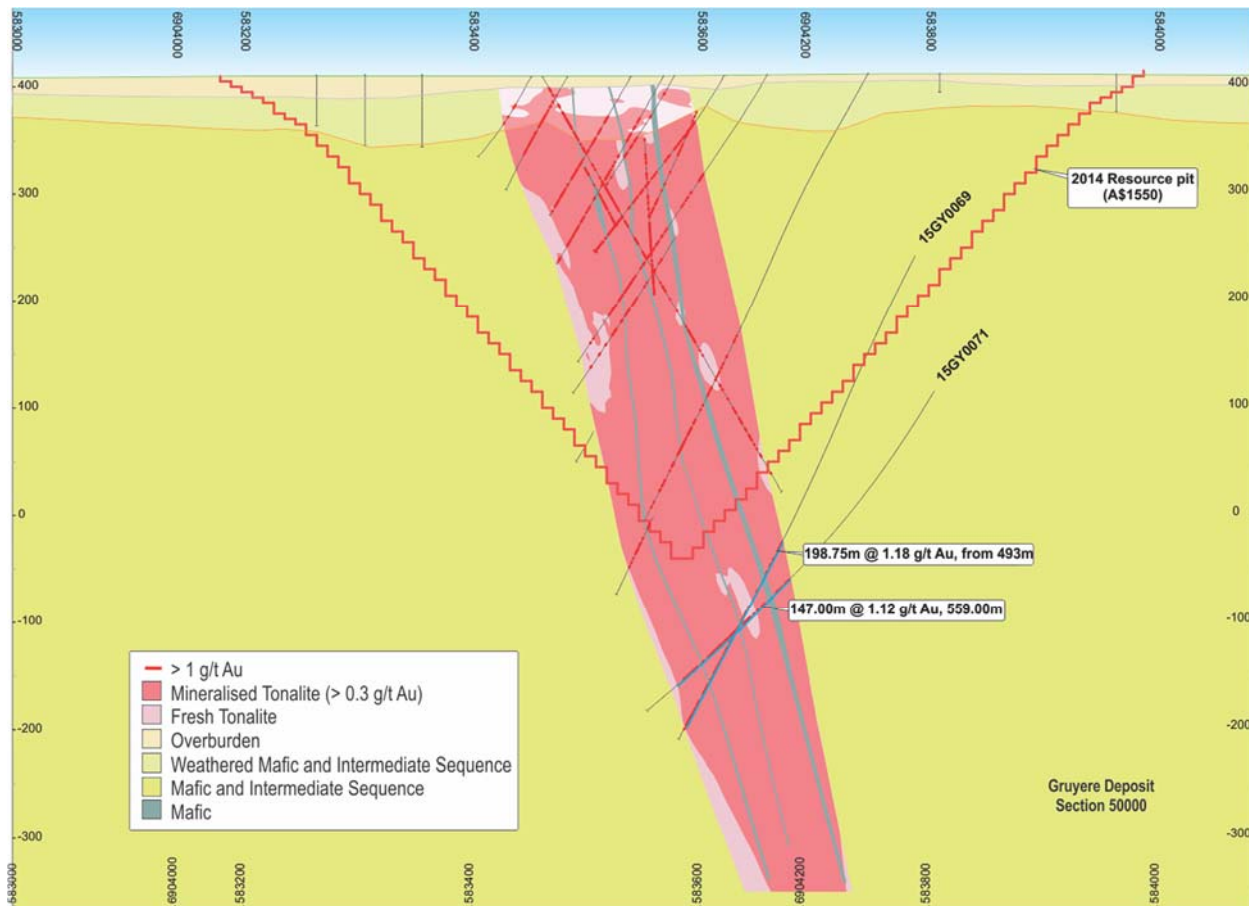 583000
6904000
583200
583400
583600
6904200
583800
584000
400
400
2014 Resource pit
(A$1550)
300
300
15GY0069
200
200
15GY0071
100
100
0
0
198.75m @ 1.18 g/t Au, from 493m
147.00m @ 1.12 g/t Au, 559.00m
-100
-100
> 1 g/t Au
Mineralised Tonalite (> 0.3 g/t Au)
Fresh Tonalite
Overburden
Weathered Mafic and Intermediate Sequence
Mafic and Intermediate Sequence
Mafic
-200
-200
Gruyere Deposit
Section 50000
-300
-300
583000
6904000
583200
583400
583600
6904200
583800
584000